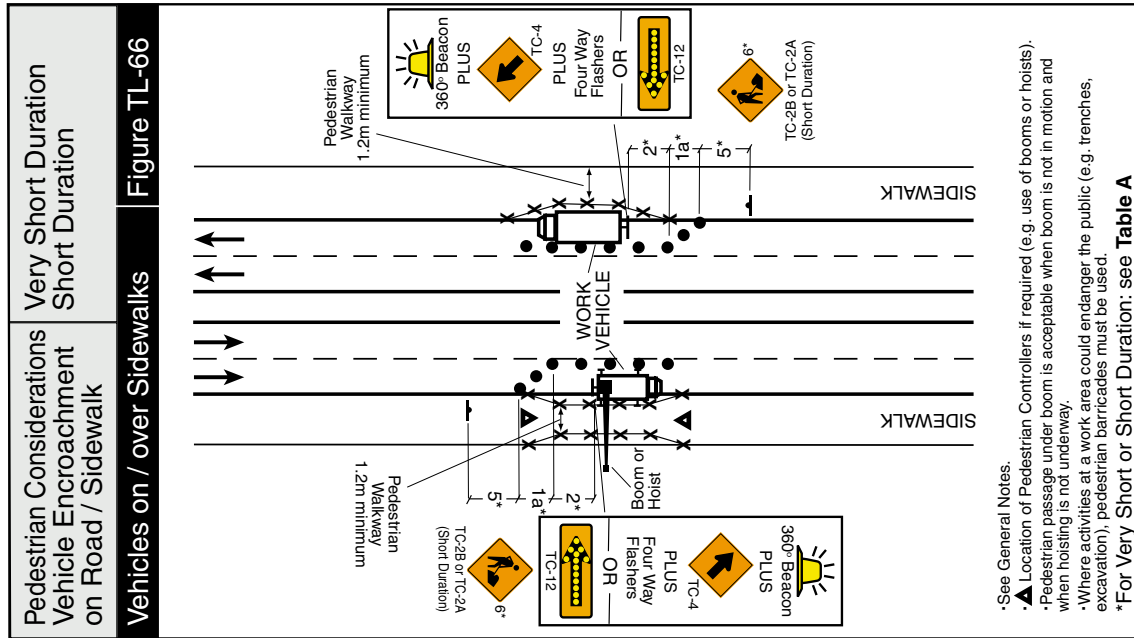 Pedestrian Considerations
Vehicle Encroachment
on Road / Sidewalk
Very Short Duration
Short Duration
Vehicles on / over Sidewalks
Figure TL-66
360° Beacon
PLUS
TC-4
PLUS
Four Way
Flashers
OR
TC-12
Pedestrian
Walkway
1.2m minimum
6*
TC-2B or TC-2A
(Short Duration)
2*
1a*
5*
SIDEWALK
WORK
VEHICLE
SIDEWALK
Boom or
Hoist
Pedestrian
Walkway
1.2m minimum
5*
1a*
2*
TC-2B or TC-2A
(Short Duration)
6*
TC-12
OR
Four Way
Flashers
PLUS
TC-4
PLUS
360° Beacon
·See General Notes.
· Location of Pedestrian Controllers if required (e.g. use of booms or hoists).
·Pedestrian passage under boom is acceptable when boom is not in motion and
when hoisting is not underway.
·Where activities at a work area could endanger the public (e.g. trenches,
excavation), pedestrian barricades must be used.
*For Very Short or Short Duration: see Table A